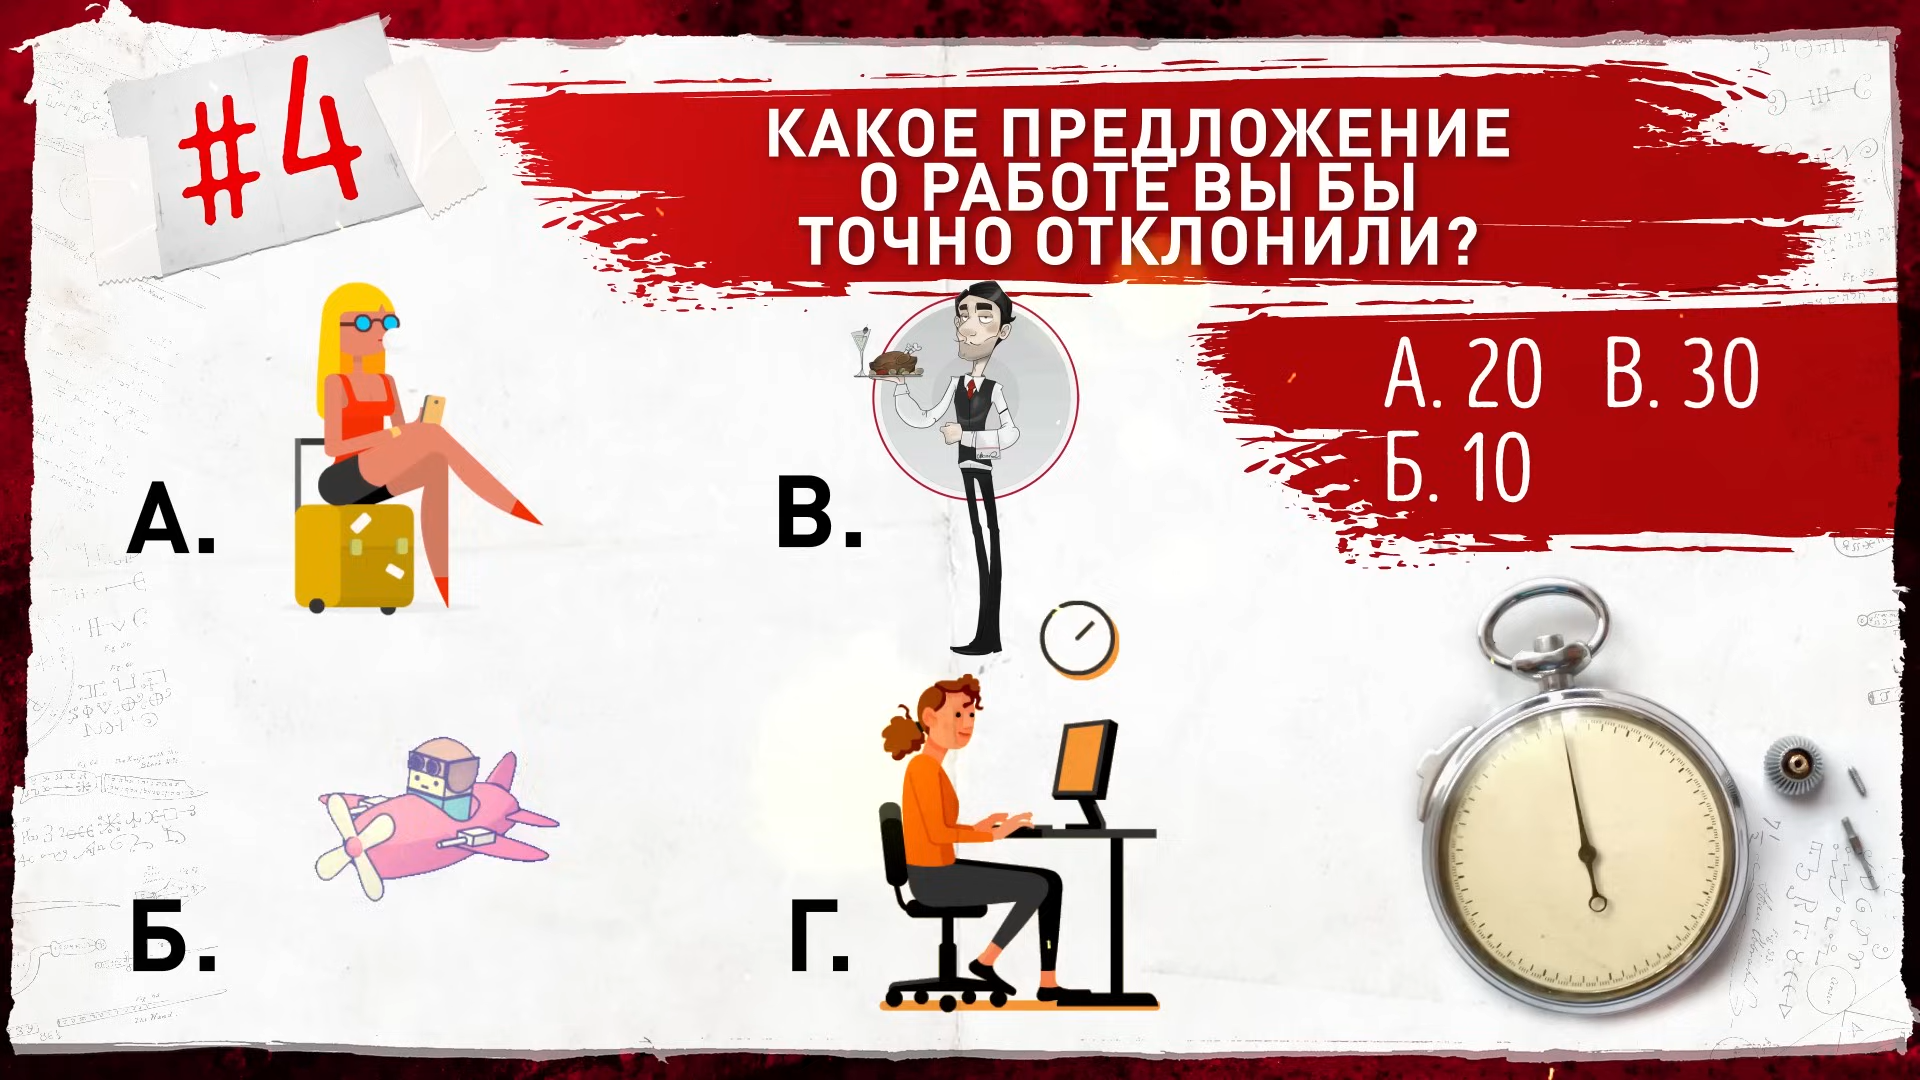 #4
КАКОЕ ПРЕДЛОЖЕНИЕ
О РАБОТЕ ВЫ БЫ
ТОЧНО ОТКЛОНИЛИ?
А. 20 В. 30
Б. 10
А.
В.
Б.
Г.